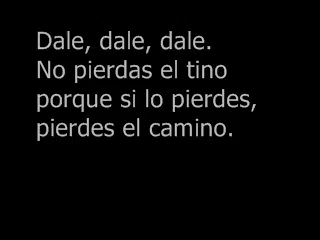 Dale, dale, dale.
No pierdas el tino
porque si lo pierdes,
pierdes el camino.